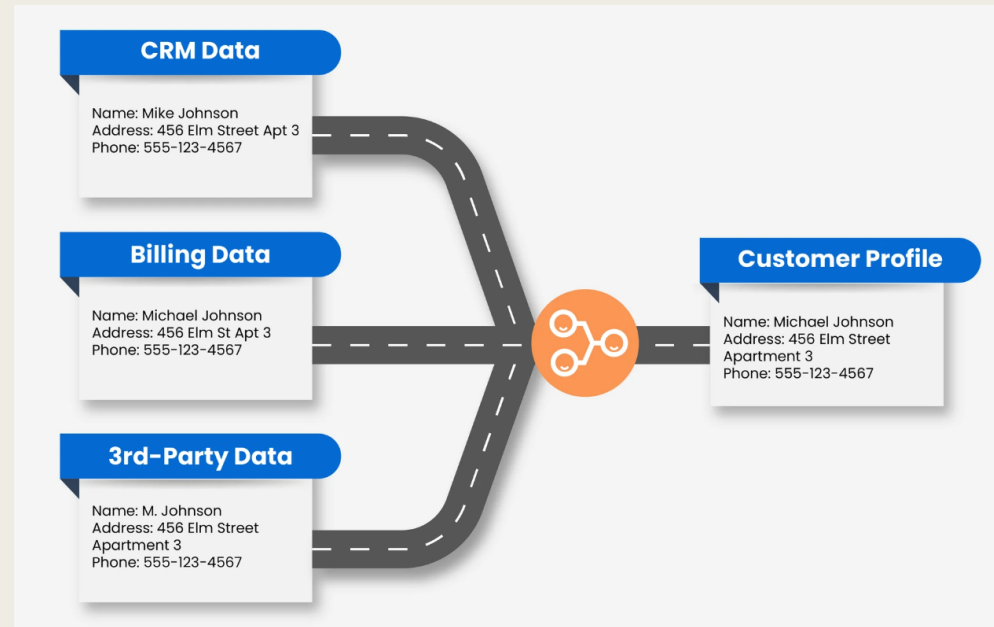 CRM Data
Name: Mike Johnson
Address: 456 Elm Street Apt 3
Phone: 555-123-4567
Billing Data
Name: Michael Johnson
Address: 456 Elm St Apt 3
Phone: 555-123-4567
3rd-Party Data
Name: M. Johnson
Address: 456 Elm Street
Apartment 3
Phone: 555-123-4567
Customer Profile
Name: Michael Johnson
Address: 456 Elm Street
Apartment 3
Phone: 555-123-4567